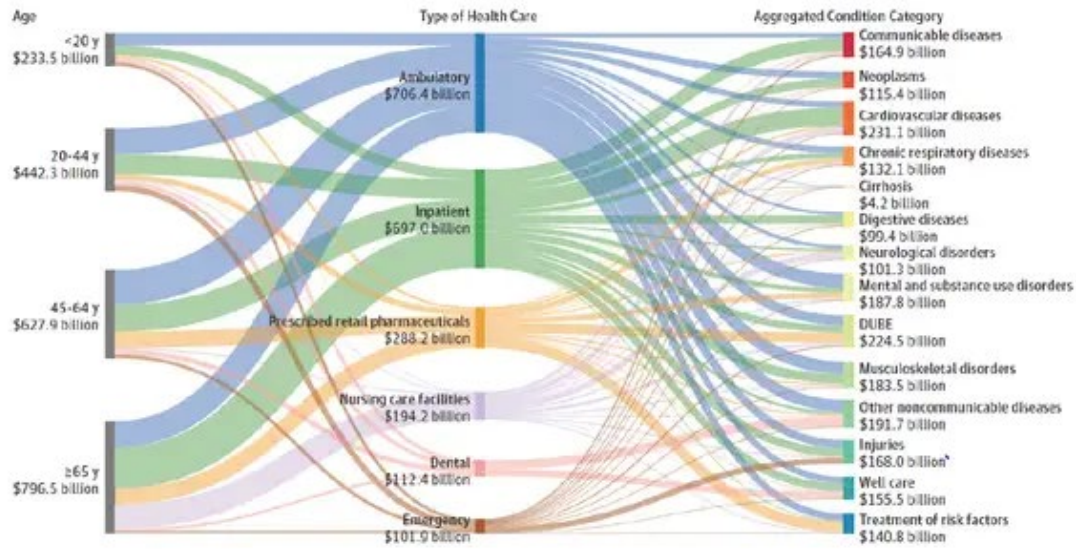 Age
Type of Health Care
Aggregated Condition Category
<20 y
$233.5 billion
20-44 y
$442.3 billion
45-64 y
$627.9 billion
≥65 y
$796.5 billion
Ambulatory
$706.4 billion
Inpatient
$697.0 billion
Prescribed retail pharmaceuticals
$288.2 billion
Nursing care facilities
$194.2 billion
Dental
$112.4 billion
Emergency
$101.9 billion
Communicable diseases
$164.9 billion
Neoplasms
$115.4 billion
Cardiovascular diseases
$231.1 billion
Chronic respiratory diseases
$132.1 billion
Cirrhosis
$4.2 billion
Digestive diseases
$99.4 billion
Neurological disorders
$101.3 billion
Mental and substance use disorders
$187.8 billion
DUBE
$224.5 billion
Musculoskeletal disorders
$183.5 billion
Other noncommunicable diseases
$191.7 billion
Injuries
$168.0 billion
Well care
$155.5 billion
Treatment of risk factors
$140.8 billion